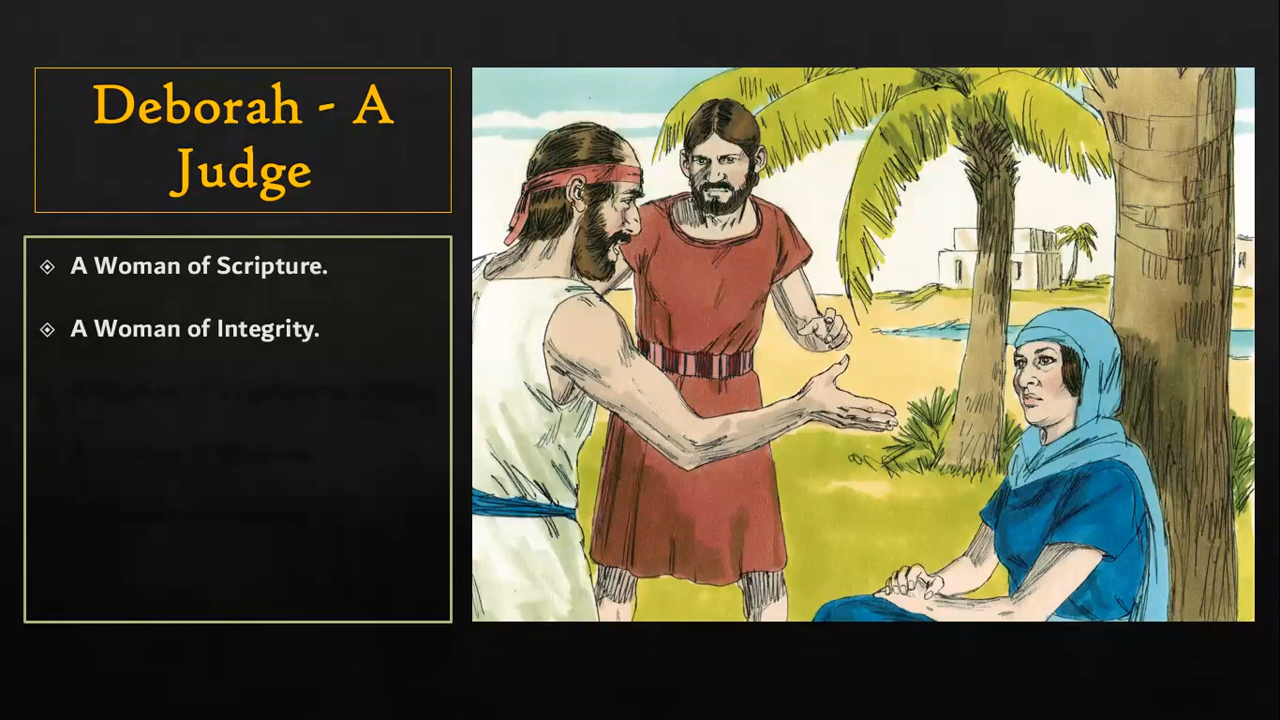 Deborah - A
Judge
A Woman of Scripture.
A Woman of Integrity.